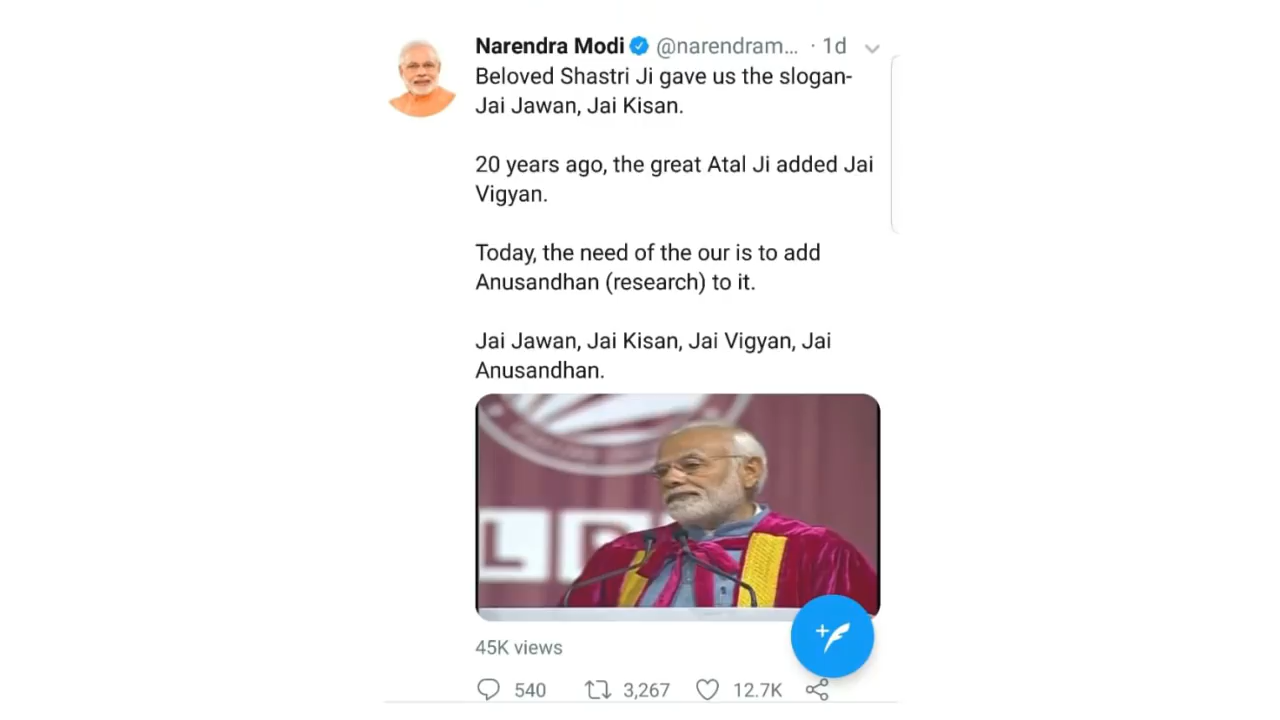 Narendra Modi @narendram... · 1d
Beloved Shastri Ji gave us the slogan-
Jai Jawan, Jai Kisan.
20 years ago, the great Atal Ji added Jai
Vigyan.
Today, the need of the our is to add
Anusandhan (research) to it.
Jai Jawan, Jai Kisan, Jai Vigyan, Jai
Anusandhan.
L
45K views
540 3,267 12.7K